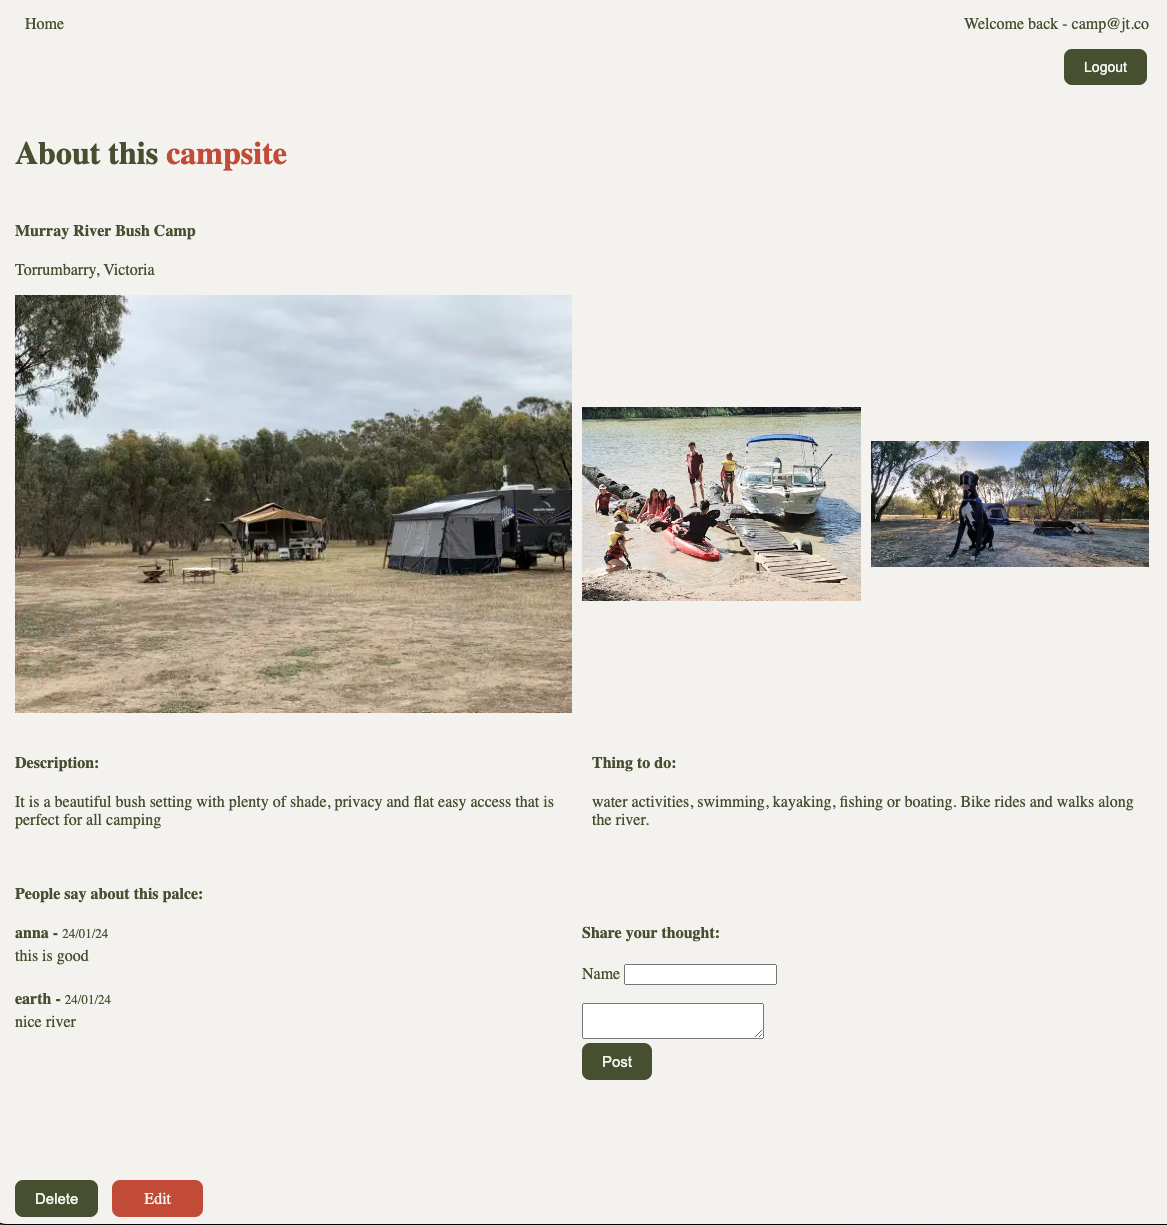 Home
Welcome back - camp@jt.co
Logout
About this campsite
Murray River Bush Camp
Torrumbarry, Victoria
Description:
It is a beautiful bush setting with plenty of shade, privacy and flat easy access that is
perfect for all camping
Thing to do:
water activities, swimming, kayaking, fishing or boating. Bike rides and walks along
the river.
People say about this palce:
anna - 24/01/24
this is good
earth - 24/01/24
nice river
Share your thought:
Name
Post
Delete
Edit